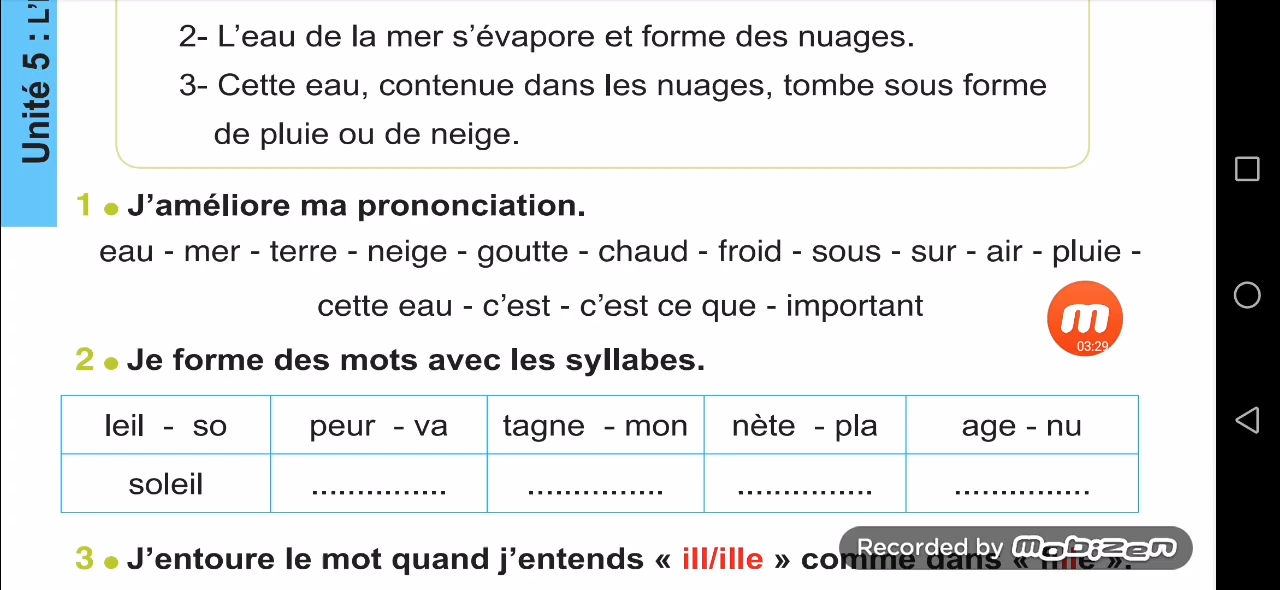 Unité 5 : L'
2- L'eau de la mer s'évapore et forme des nuages.
3- Cette eau, contenue dans les nuages, tombe sous forme
de pluie ou de neige.
1 • J'améliore ma prononciation.
eau - mer - terre - neige - goutte - chaud - froid - sous - sur - air - pluie -
cette eau - c'est - c'est ce que - important
m
03:29
2 • Je forme des mots avec les syllabes.
leil - so peur - va tagne - mon nète - pla age - nu
soleil ............... ............... ............... ...............
3 • J'entoure le mot quand j'entends « ill/ille » comme dans « fille ».
Recorded by mobizen